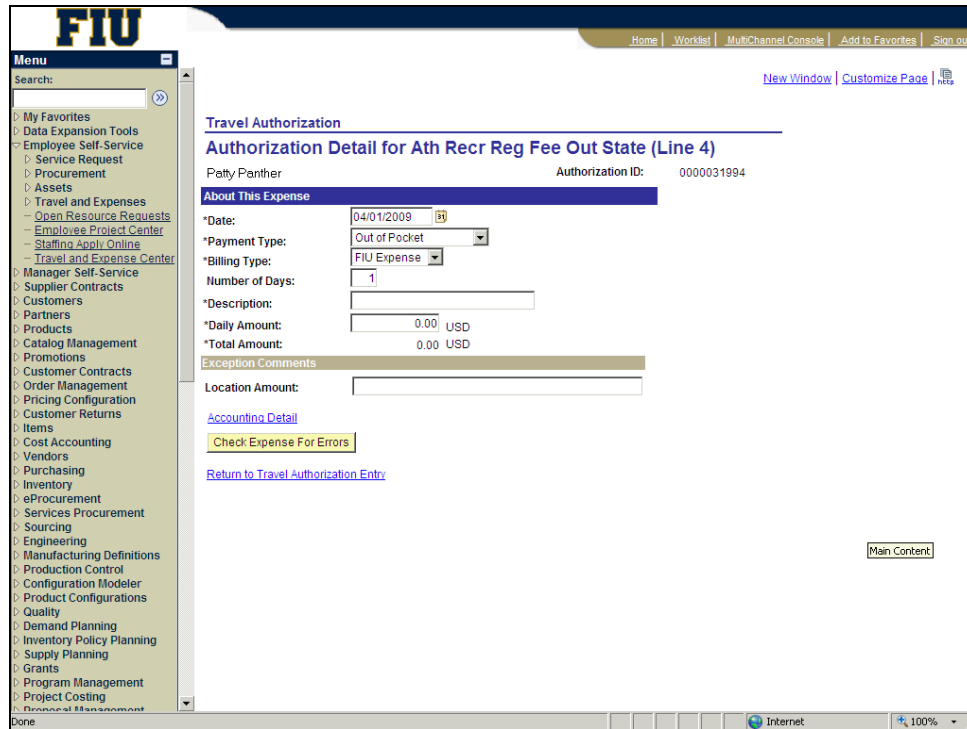 FIU
Home | Worklist | MultiChannel Console | Add to Favorites | Sign ou
Menu
Search:
New Window | Customize Page | http
My Favorites
Data Expansion Tools
Employee Self-Service
Service Request
Procurement
Assets
Travel and Expenses
Open Resource Requests
Employee Project Center
Staffing Apply Online
Travel and Expense Center
Manager Self-Service
Supplier Contracts
Customers
Partners
Products
Catalog Management
Promotions
Customer Contracts
Order Management
Pricing Configuration
Customer Returns
Items
Cost Accounting
Vendors
Purchasing
Inventory
eProcurement
Services Procurement
Sourcing
Engineering
Manufacturing Definitions
Production Control
Configuration Modeler
Product Configurations
Quality
Demand Planning
Inventory Policy Planning
Supply Planning
Grants
Program Management
Project Costing
Proposal Management
Travel Authorization
Authorization Detail for Ath Recr Reg Fee Out State (Line 4)
Patty Panther Authorization ID: 0000031994
About This Expense
*Date: 04/01/2009 31
*Payment Type: Out of Pocket
*Billing Type: FIU Expense
Number of Days: 1
*Description:
*Daily Amount: 0.00 USD
*Total Amount: 0.00 USD
Exception Comments
Location Amount:
Accounting Detail
Check Expense For Errors
Return to Travel Authorization Entry
Main Content
Done Internet 100%